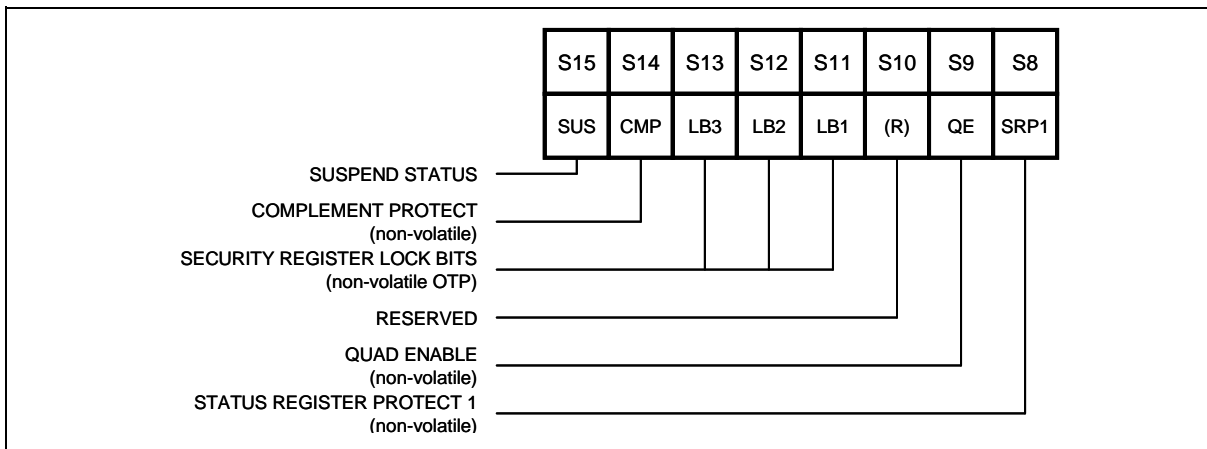 S15 S14 S13 S12 S11 S10 S9 S8
SUS CMP LB3 LB2 LB1 (R) QE SRP1
SUSPEND STATUS
COMPLEMENT PROTECT
(non-volatile)
SECURITY REGISTER LOCK BITS
(non-volatile OTP)
RESERVED
QUAD ENABLE
(non-volatile)
STATUS REGISTER PROTECT 1
(non-volatile)